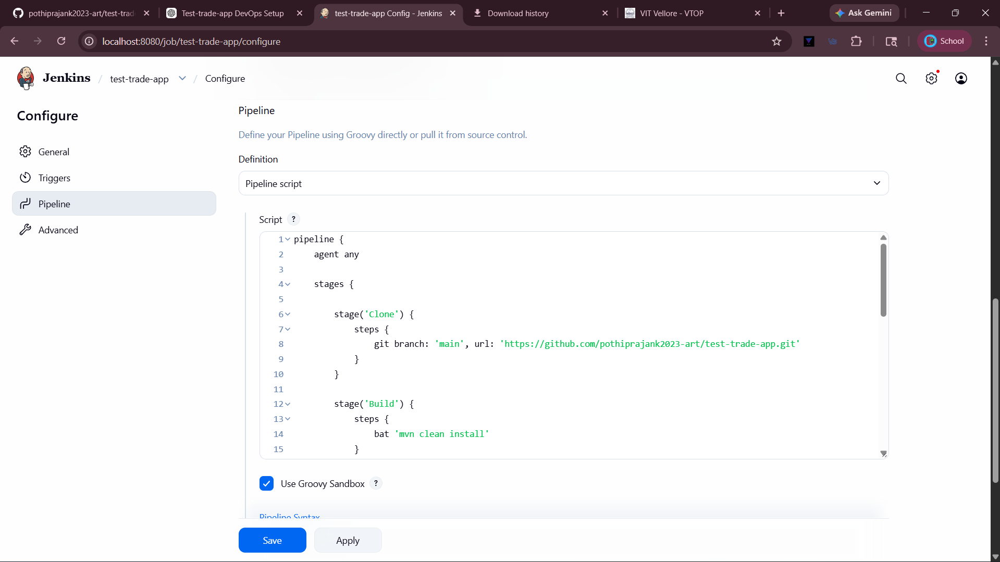 pothiprajank2023-art/test-trad
Test-trade-app DevOps Setup
test-trade-app Config - Jenkins
Download history
VIT Vellore - VTOP
Ask Gemini
localhost:8080/job/test-trade-app/configure
School
Jenkins / test-trade-app / Configure
Configure
General
Triggers
Pipeline
Advanced
Pipeline
Define your Pipeline using Groovy directly or pull it from source control.
Definition
Pipeline script
Script ?
1 pipeline {
2 agent any
3
4 stages {
5
6 stage('Clone') {
7 steps {
8 git branch: 'main', url: 'https://github.com/pothiprajank2023-art/test-trade-app.git'
9 }
10 }
11
12 stage('Build') {
13 steps {
14 bat 'mvn clean install'
15 }
Use Groovy Sandbox ?
Pipeline Syntax
Save
Apply